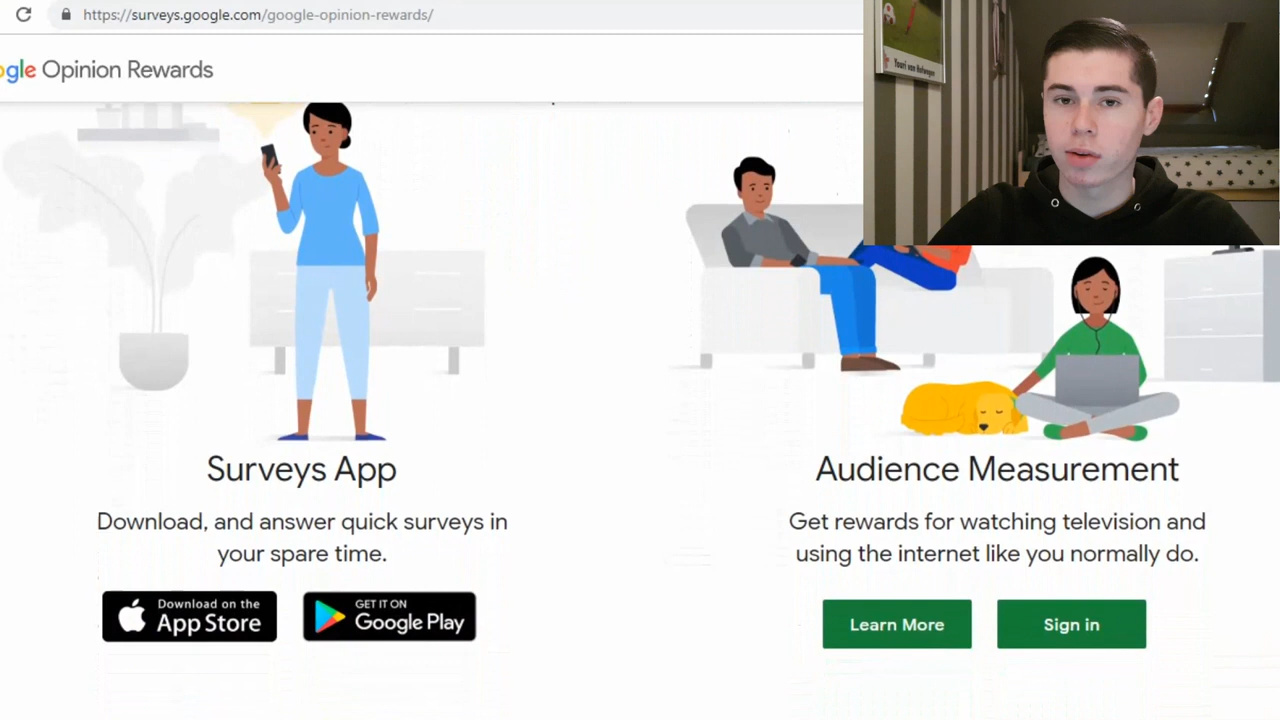 https://surveys.google.com/google-opinion-rewards/
ogle Opinion Rewards
Surveys App
Download, and answer quick surveys in
your spare time.
Download on the
App Store
GET IT ON
Google Play
Audience Measurement
Get rewards for watching television and
using the internet like you normally do.
Learn More
Sign in